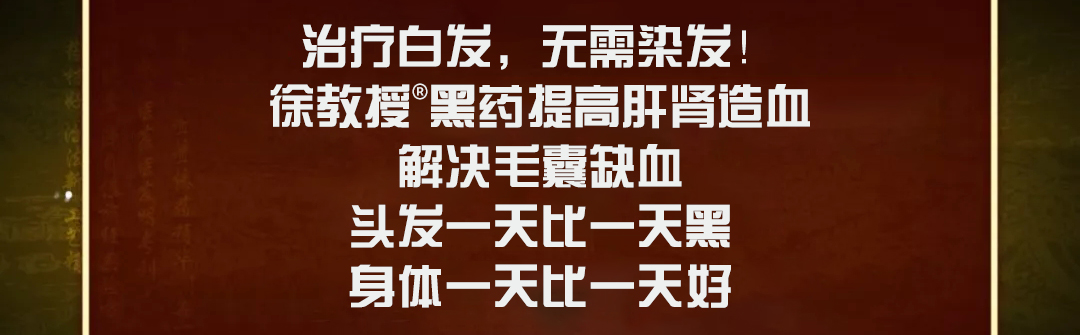 治疗白发，无需染发！
徐教授®黑药提高肝肾造血
解决毛囊缺血
头发一天比一天黑
身体一天比一天好